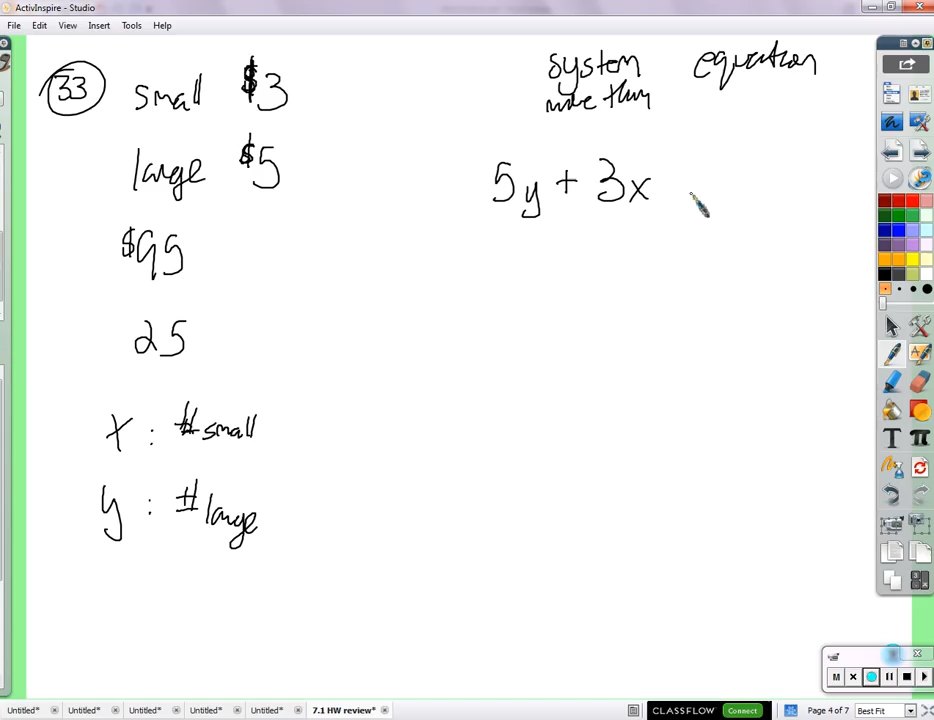 ActivInspire - Studio
File Edit View Insert Tools Help
33 small $3
system equation
more than
large $5
5y + 3x
$99
25
x : # small
y : # large
Untitled* Untitled* Untitled* Untitled* Untitled* 7.1 HW review*
CLASSFLOW Connect Page 4 of 7 Best Fit
M